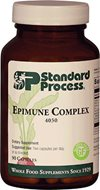 Standard
Process®
EPIMUNE COMPLEX
4050
Dietary Supplement
90 CAPSULES
WHOLE FOOD SUPPLEMENTS SINCE 1929